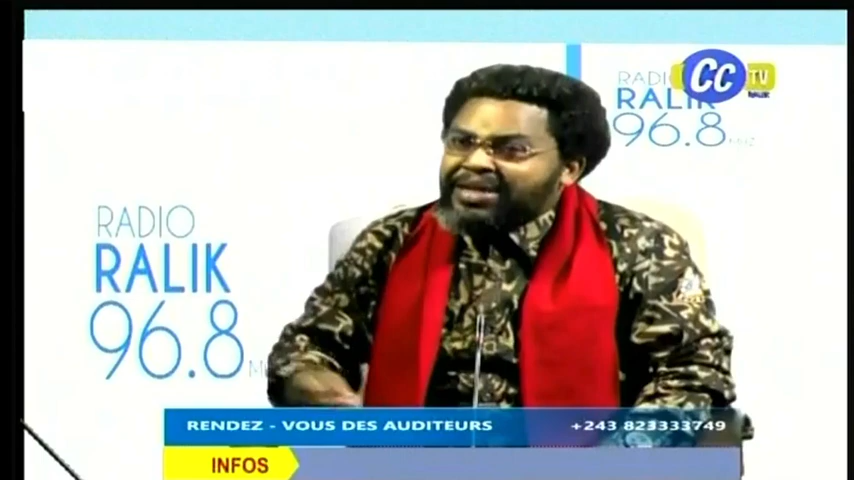 RADIO
RALIK
96.8
CC TV
RADIO
RALIK
96.8
RENDEZ - VOUS DES AUDITEURS
+243 823333749
INFOS